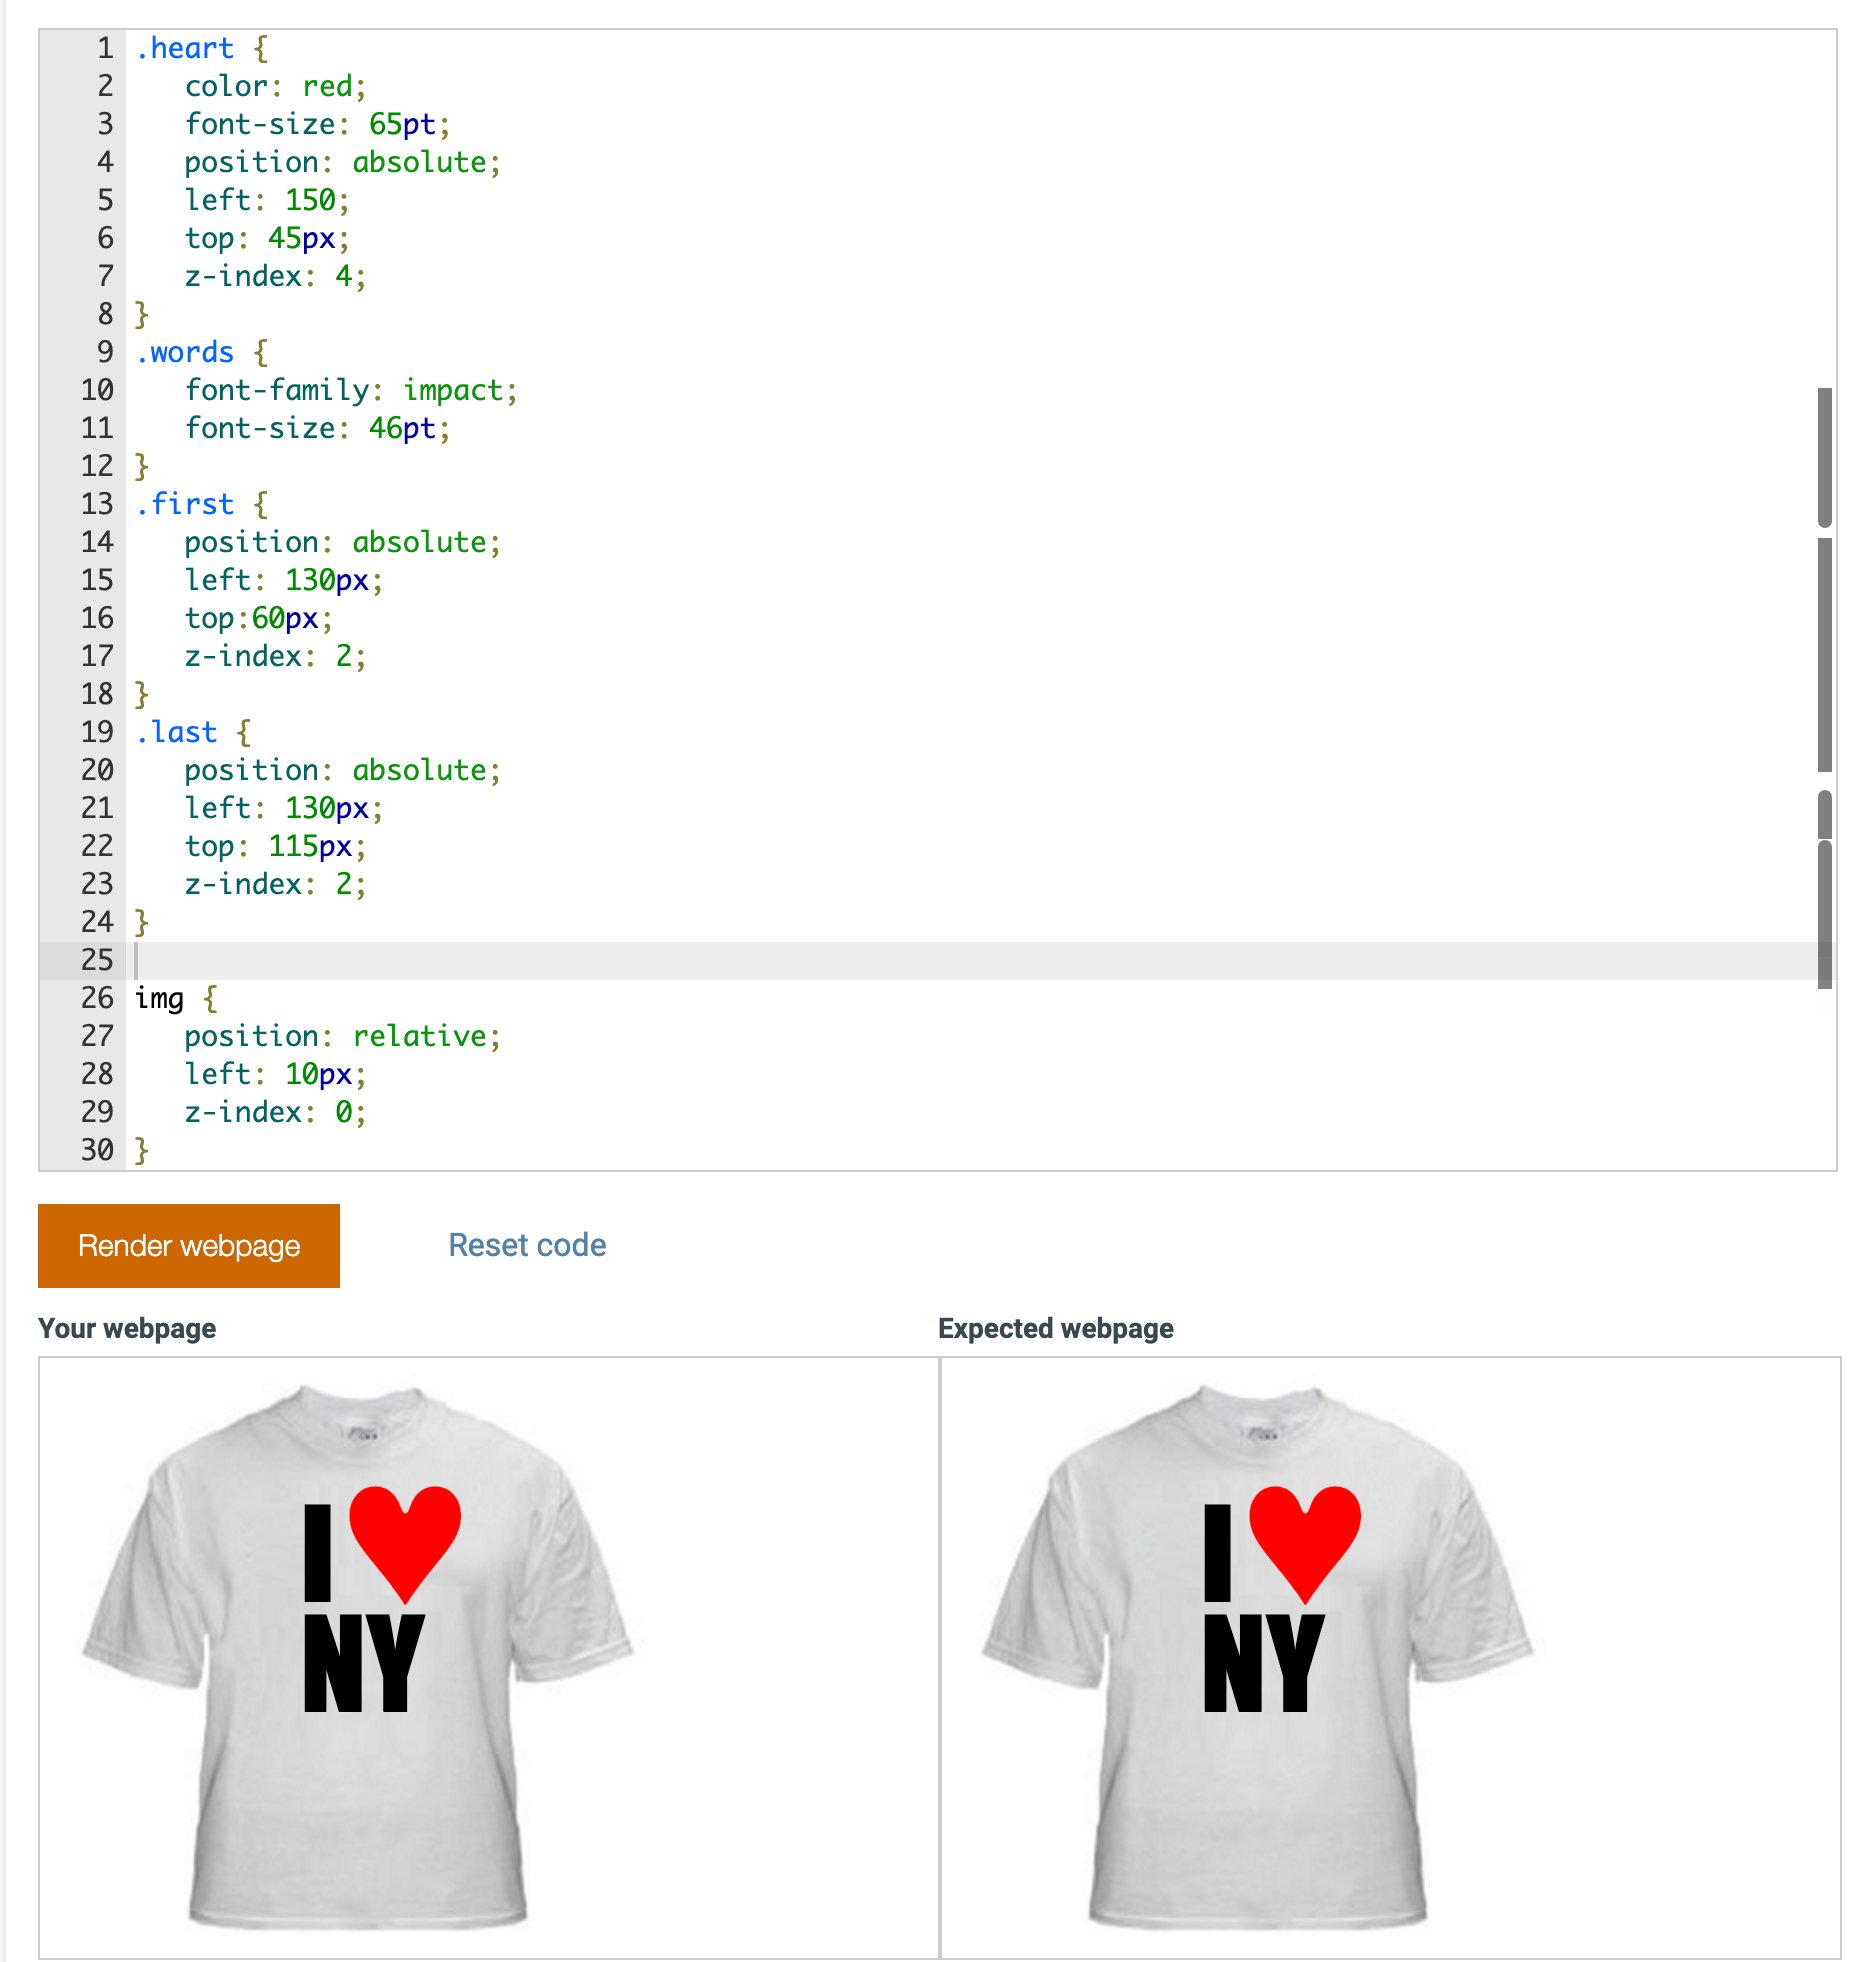 1 .heart {
2 color: red;
3 font-size: 65pt;
4 position: absolute;
5 left: 150;
6 top: 45px;
7 z-index: 4;
8 }
9 .words {
10 font-family: impact;
11 font-size: 46pt;
12 }
13 .first {
14 position: absolute;
15 left: 130px;
16 top:60px;
17 z-index: 2;
18 }
19 .last {
20 position: absolute;
21 left: 130px;
22 top: 115px;
23 z-index: 2;
24 }
25
26 img {
27 position: relative;
28 left: 10px;
29 z-index: 0;
30 }
Render webpage Reset code
Your webpage Expected webpage
I♥ I♥
NY NY